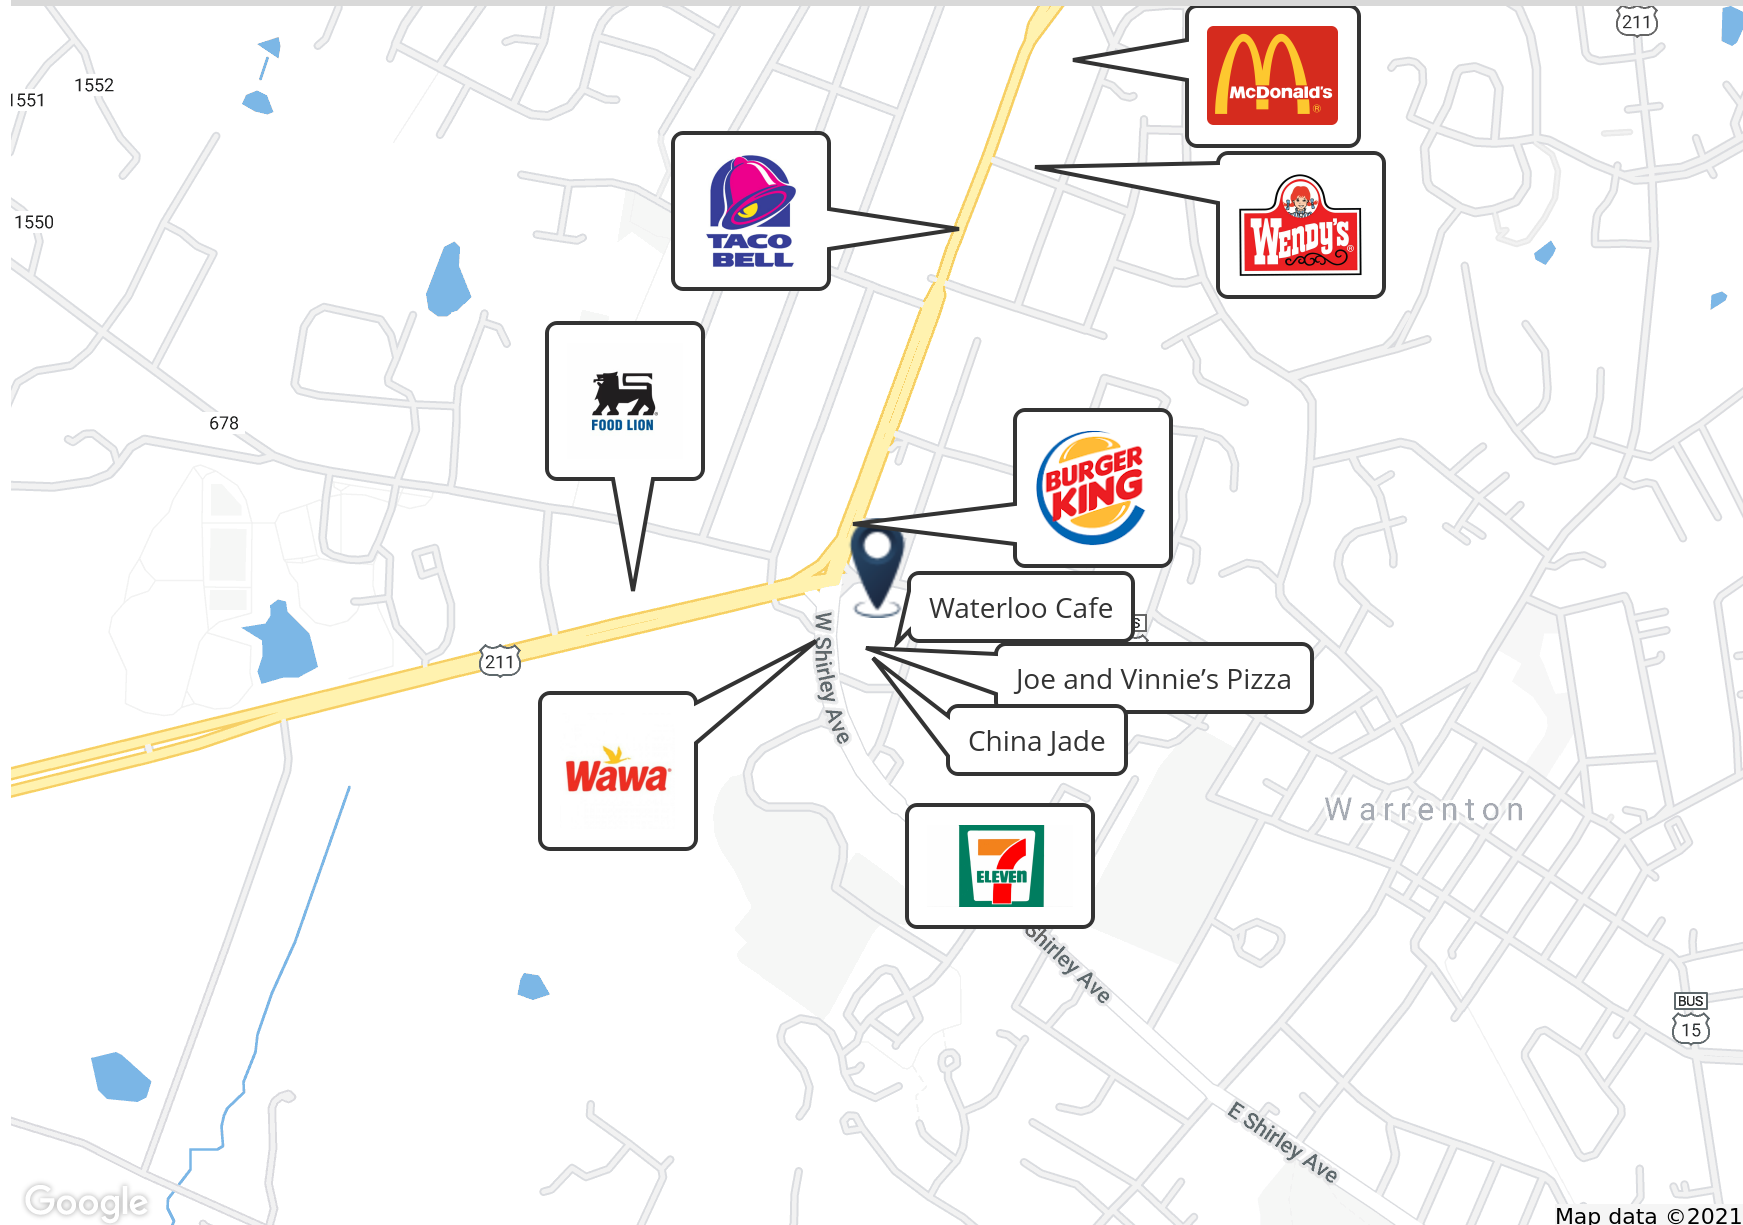 211
McDonald's
®
1552
1551
TACO
BELL
WENDY'S
®
1550
FOOD LION
678
BURGER
KING
Waterloo Cafe
W Shirley Ave
211
Joe and Vinnie's Pizza
China Jade
Wawa
Warrenton
7
ELEVEN
Shirley Ave
BUS
15
E Shirley Ave
Google
Map data ©2021